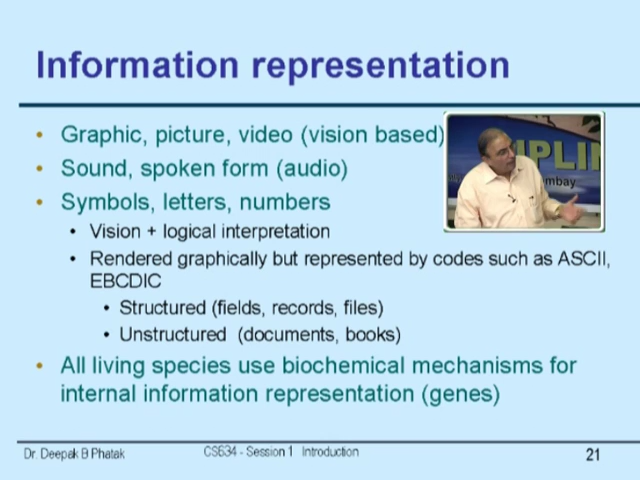 Information representation
• Graphic, picture, video (vision based)
• Sound, spoken form (audio)
• Symbols, letters, numbers
• Vision + logical interpretation
• Rendered graphically but represented by codes such as ASCII,
EBCDIC
• Structured (fields, records, files)
• Unstructured (documents, books)
• All living species use biochemical mechanisms for
internal information representation (genes)
IPLI
mbay
Dr. Deepak B Phatak
CS634 - Session 1 Introduction
21